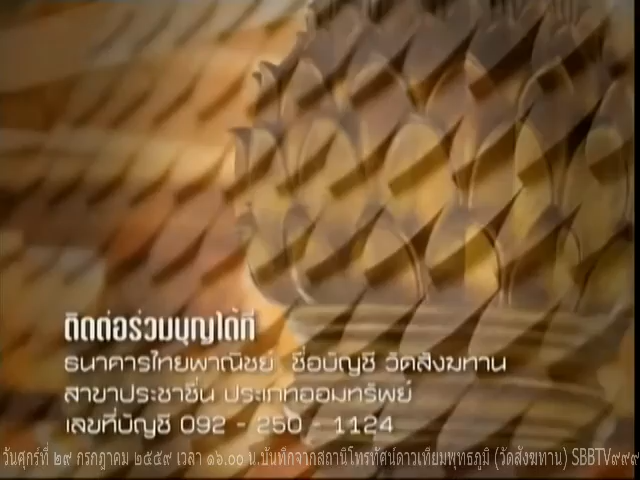 ติดต่อร่วมบุญได้ที่
ธนาคารไทยพาณิชย์ ชื่อบัญชี วัดสังฆทาน
สาขาประชาชื่น ประเภทออมทรัพย์
เลขที่บัญชี 092 - 250 - 1124
วันศุกร์ที่ ๒๙ กรกฎาคม ๒๕๕๙ เวลา ๑๖.๐๐ น.บันทึกจากสถานีโทรทัศน์ดาวเทียมพุทธภูมิ (วัดสังฆทาน) SBBTV๙๙๙